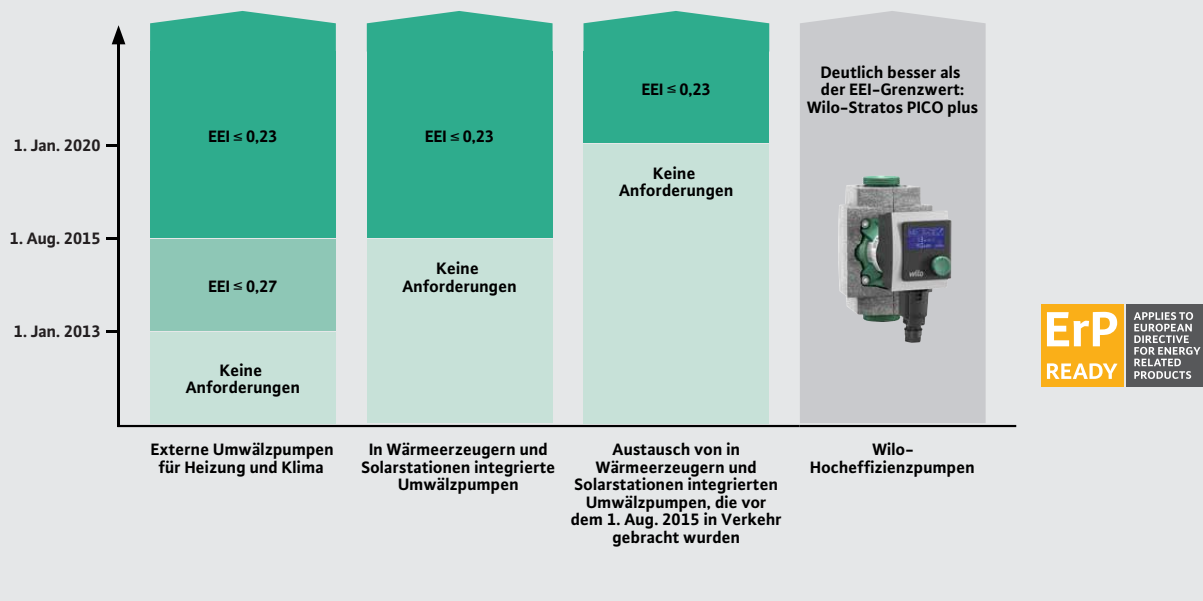 Deutlich besser als
der EEI-Grenzwert:
Wilo-Stratos PICO plus
EEI ≤ 0,23
EEI ≤ 0,23
EEI ≤ 0,23
1. Jan. 2020
Keine
Anforderungen
1. Aug. 2015
Keine
Anforderungen
EEI ≤ 0,27
wilo
1. Jan. 2013
Keine
Anforderungen
ErP
READY
APPLIES TO
EUROPEAN
DIRECTIVE
FOR ENERGY
RELATED
PRODUCTS
Externe Umwälzpumpen
für Heizung und Klima
In Wärmeerzeugern und
Solarstationen integrierte
Umwälzpumpen
Austausch von in
Wärmeerzeugern und
Solarstationen integrierten
Umwälzpumpen, die vor
dem 1. Aug. 2015 in Verkehr
gebracht wurden
Wilo-
Hocheffizienzpumpen